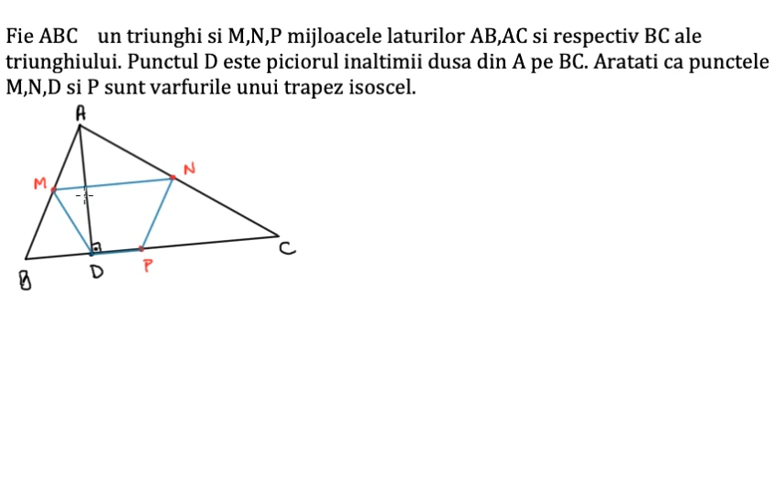 Fie ABC un triunghi si M,N,P mijloacele laturilor AB,AC si respectiv BC ale
triunghiului. Punctul D este piciorul inaltimii dusa din A pe BC. Aratati ca punctele
M,N,D si P sunt varfurile unui trapez isoscel.
A
N
M
C
D
P
B